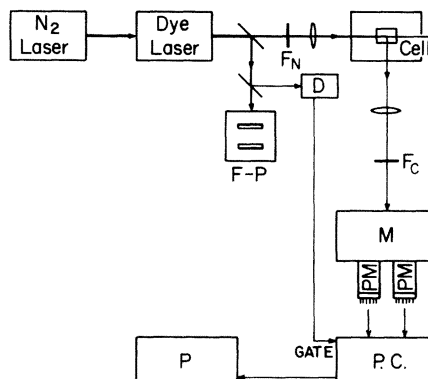 N2
Laser
Dye
Laser
FN
Cell
D
F-P
FC
M
PM
PM
GATE
P
P.C.